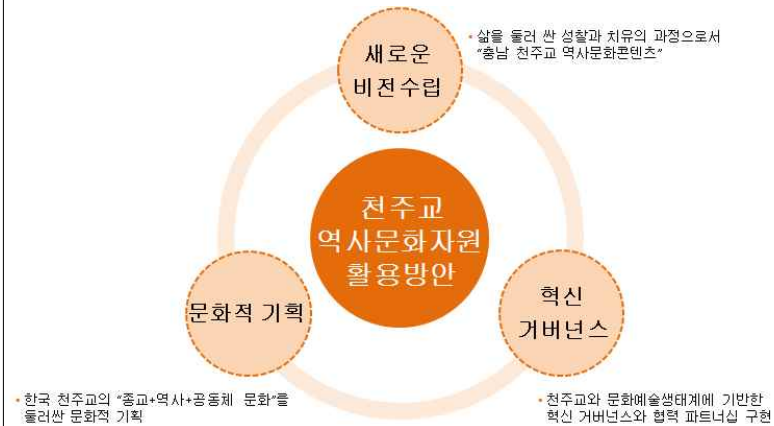 새로운
비전수립
• 삶을 둘러 싼 성찰과 치유의 과정으로서
“충남 천주교 역사문화콘텐츠”
천주교
역사문화자원
활용방안
문화적 기획
혁신
거버넌스
• 한국 천주교의 “종교+역사+공동체 문화”를
둘러싼 문화적 기획
• 천주교와 문화예술생태계에 기반한
혁신 거버넌스와 협력 파트너십 구현